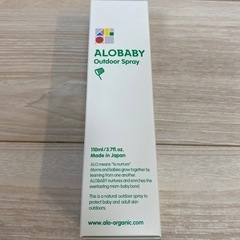 ALOBABY
Outdoor Spray
110ml/3.7fl.oz.
Made in Japan
ALO means "to nurture"
Moms and babies grow together by
learning from one another.
ALOBABY nurtures and enriches the
everlasting mom-baby bond.
This is a natural outdoor spray to
protect baby and adult skin
outdoors.
www.alo-organic.com